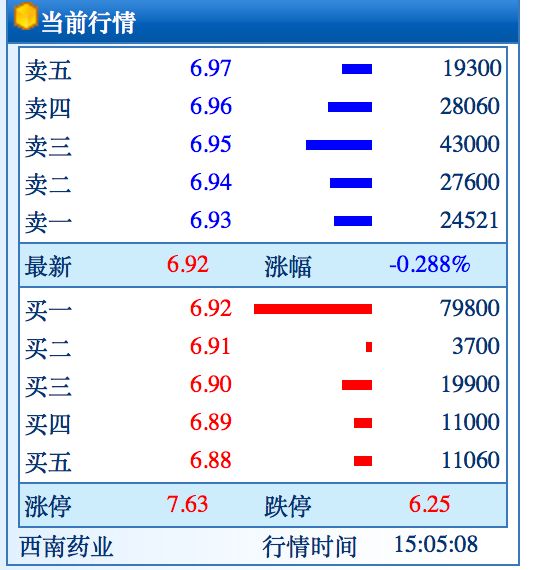 当前行情
卖五 6.97 19300
卖四 6.96 28060
卖三 6.95 43000
卖二 6.94 27600
卖一 6.93 24521
最新 6.92 涨幅 -0.288%
买一 6.92 79800
买二 6.91 3700
买三 6.90 19900
买四 6.89 11000
买五 6.88 11060
涨停 7.63 跌停 6.25
西南药业 行情时间 15:05:08